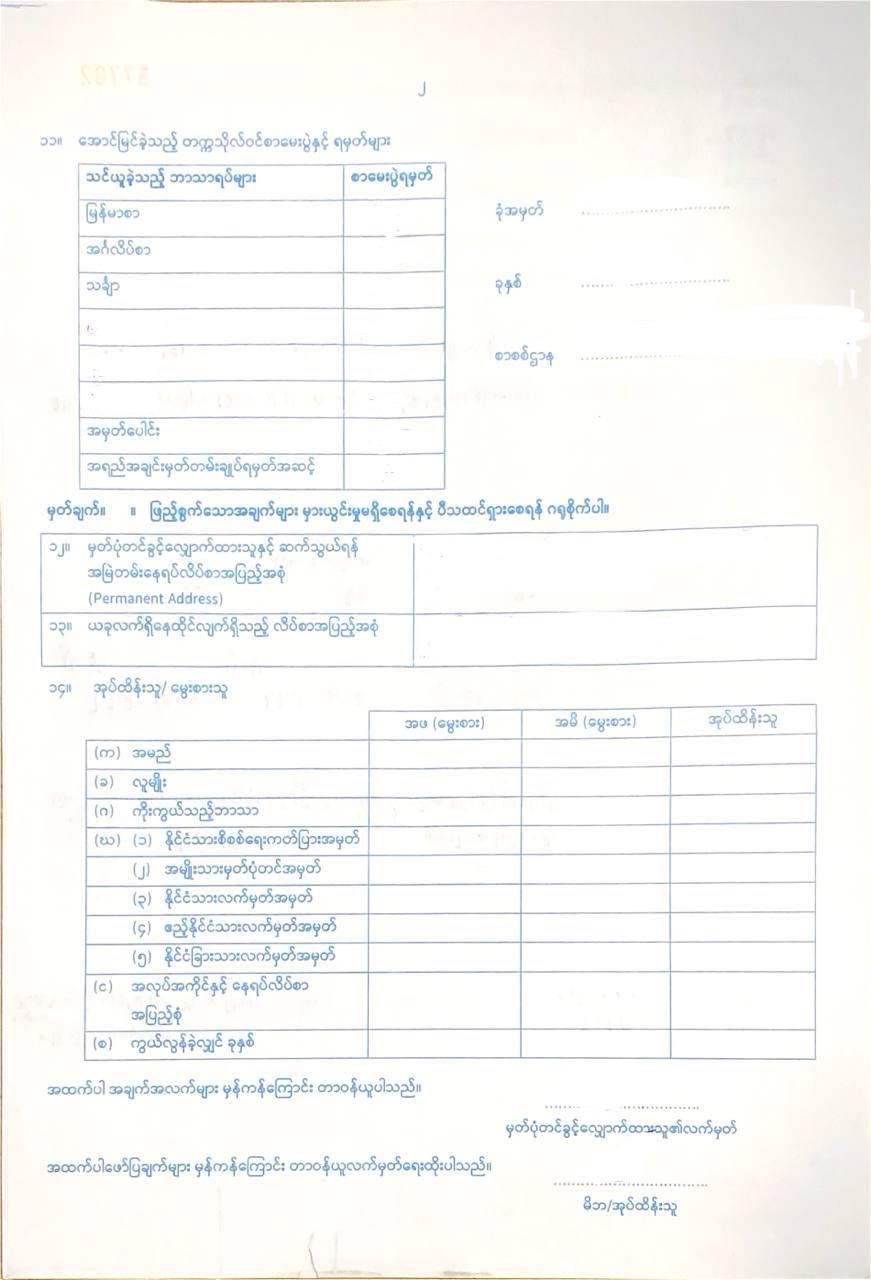 ၂
၁၁။ အောင်မြင်ခဲ့သည့် တက္ကသိုလ်ဝင်စာမေးပွဲနှင့် ရမှတ်များ
သင်ယူခဲ့သည့် ဘာသာရပ်များ စာမေးပွဲရမှတ်
မြန်မာစာ
ခုံအမှတ် ........................
အင်္ဂလိပ်စာ
သင်္ချာ
ခုနှစ် ........................
စာစစ်ဌာန ........................
အမှတ်ပေါင်း
အရည်အချင်းမှတ်တမ်းချုပ်ရမှတ်အဆင့်
မှတ်ချက်။ ။ ဖြည့်စွက်သောအချက်များ မှားယွင်းမှုမရှိစေရန်နှင့် ပီသထင်ရှားစေရန် ဂရုစိုက်ပါ။
၁၂။ မှတ်ပုံတင်ခွင့်လျှောက်ထားသူနှင့် ဆက်သွယ်ရန်
အမြဲတမ်းနေရပ်လိပ်စာအပြည့်အစုံ
(Permanent Address)
၁၃။ ယခုလက်ရှိနေထိုင်လျက်ရှိသည့် လိပ်စာအပြည့်အစုံ
၁၄။ အုပ်ထိန်းသူ/ မွေးစားသူ
အဖ (မွေးစား) အမိ (မွေးစား) အုပ်ထိန်းသူ
(က) အမည်
(ခ) လူမျိုး
(ဂ) ကိုးကွယ်သည့်ဘာသာ
(ဃ) (၁) နိုင်ငံသားစိစစ်ရေးကတ်ပြားအမှတ်
(၂) အမျိုးသားမှတ်ပုံတင်အမှတ်
(၃) နိုင်ငံသားလက်မှတ်အမှတ်
(၄) ဧည့်နိုင်ငံသားလက်မှတ်အမှတ်
(၅) နိုင်ငံခြားသားလက်မှတ်အမှတ်
(င) အလုပ်အကိုင်နှင့် နေရပ်လိပ်စာ
အပြည့်စုံ
(စ) ကွယ်လွန်ခဲ့လျှင် ခုနှစ်
အထက်ပါ အချက်အလက်များ မှန်ကန်ကြောင်း တာဝန်ယူပါသည်။
........................
မှတ်ပုံတင်ခွင့်လျှောက်ထားသူ၏လက်မှတ်
အထက်ပါဖော်ပြချက်များ မှန်ကန်ကြောင်း တာဝန်ယူလက်မှတ်ရေးထိုးပါသည်။
........................
မိဘ/အုပ်ထိန်းသူ